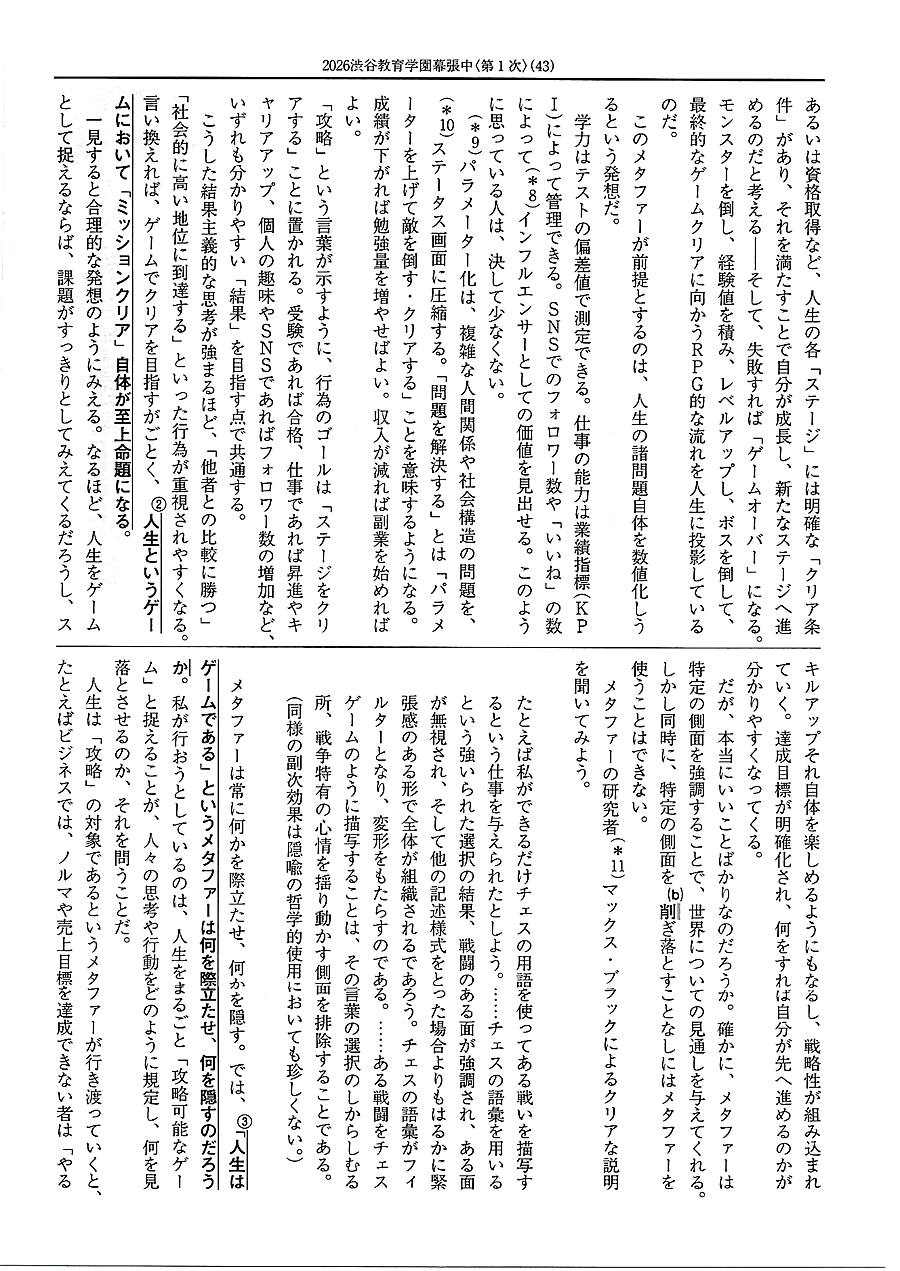 2026渋谷教育学園幕張中〈第1次〉(43)
あるいは資格取得など、人生の各「ステージ」には明確な「クリア条
件」があり、それを満たすことで自分が成長し、新たなステージへ進
めるのだと考える――そして、失敗すれば「ゲームオーバー」になる。
モンスターを倒し、経験値を積み、レベルアップし、ボスを倒して、
最終的なゲームクリアに向かうRPG的な流れを人生に投影している
のだ。
このメタファーが前提とするのは、人生の諸問題自体を数値化しう
るという発想だ。
学力はテストの偏差値で測定できる。仕事の能力は業績指標(KP
I)によって管理できる。SNSでのフォロワー数や「いいね」の数
によって(*8)インフルエンサーとしての価値を見出せる。このよう
に思っている人は、決して少なくない。
(*9)パラメーター化は、複雑な人間関係や社会構造の問題を、
(*10)ステータス画面に圧縮する。「問題を解決する」とは「パラメ
ーターを上げて敵を倒す・クリアする」ことを意味するようになる。
成績が下がれば勉強量を増やせばよい。収入が減れば副業を始めれば
よい。
「攻略」という言葉が示すように、行為のゴールは「ステージをクリ
アする」ことに置かれる。受験であれば合格、仕事であれば昇進やキ
ャリアアップ、個人の趣味やSNSであればフォロワー数の増加など、
いずれも分かりやすい「結果」を目指す点で共通する。
こうした結果主義的な思考が強まるほど、「他者との比較に勝つ」
「社会的に高い地位に到達する」といった行為が重視されやすくなる。
言い換えれば、ゲームでクリアを目指すがごとく、②人生というゲー
ムにおいて「ミッションクリア」自体が至上命題になる。
一見すると合理的な発想のようにみえる。なるほど、人生をゲーム
として捉えるならば、課題がすっきりとしてみえてくるだろうし、ス
キルアップそれ自体を楽しめるようにもなるし、戦略性が組み込まれ
ていく。達成目標が明確化され、何をすれば自分が先へ進めるのかが
分かりやすくなってくる。
だが、本当にいいことばかりなのだろうか。確かに、メタファーは
特定の側面を強調することで、世界についての見通しを与えてくれる。
しかし同時に、特定の側面を(b)削ぎ落とすことなしにはメタファーを
使うことはできない。
メタファーの研究者(*11)マックス・ブラックによるクリアな説明
を聞いてみよう。
たとえば私ができるだけチェスの用語を使ってある戦いを描写す
るという仕事を与えられたとしよう。……チェスの語彙を用いる
という強いられた選択の結果、戦闘のある面が強調され、ある面
が無視され、そして他の記述様式をとった場合よりもはるかに緊
張感のある形で全体が組織されるであろう。チェスの語彙がフィ
ルターとなり、変形をもたらすのである。……ある戦闘をチェス
ゲームのように描写することは、その言葉の選択のしからしむる
所、戦争特有の心情を揺り動かす側面を排除することである。
(同様の副次効果は隠喩の哲学的使用においても珍しくない。)
メタファーは常に何かを際立たせ、何かを隠す。では、③「人生は
ゲームである」というメタファーは何を際立たせ、何を隠すのだろう
か。私が行おうとしているのは、人生をまるごと「攻略可能なゲー
ム」と捉えることが、人々の思考や行動をどのように規定し、何を見
落とさせるのか、それを問うことだ。
人生は「攻略」の対象であるというメタファーが行き渡っていくと、
たとえばビジネスでは、ノルマや売上目標を達成できない者は「やる